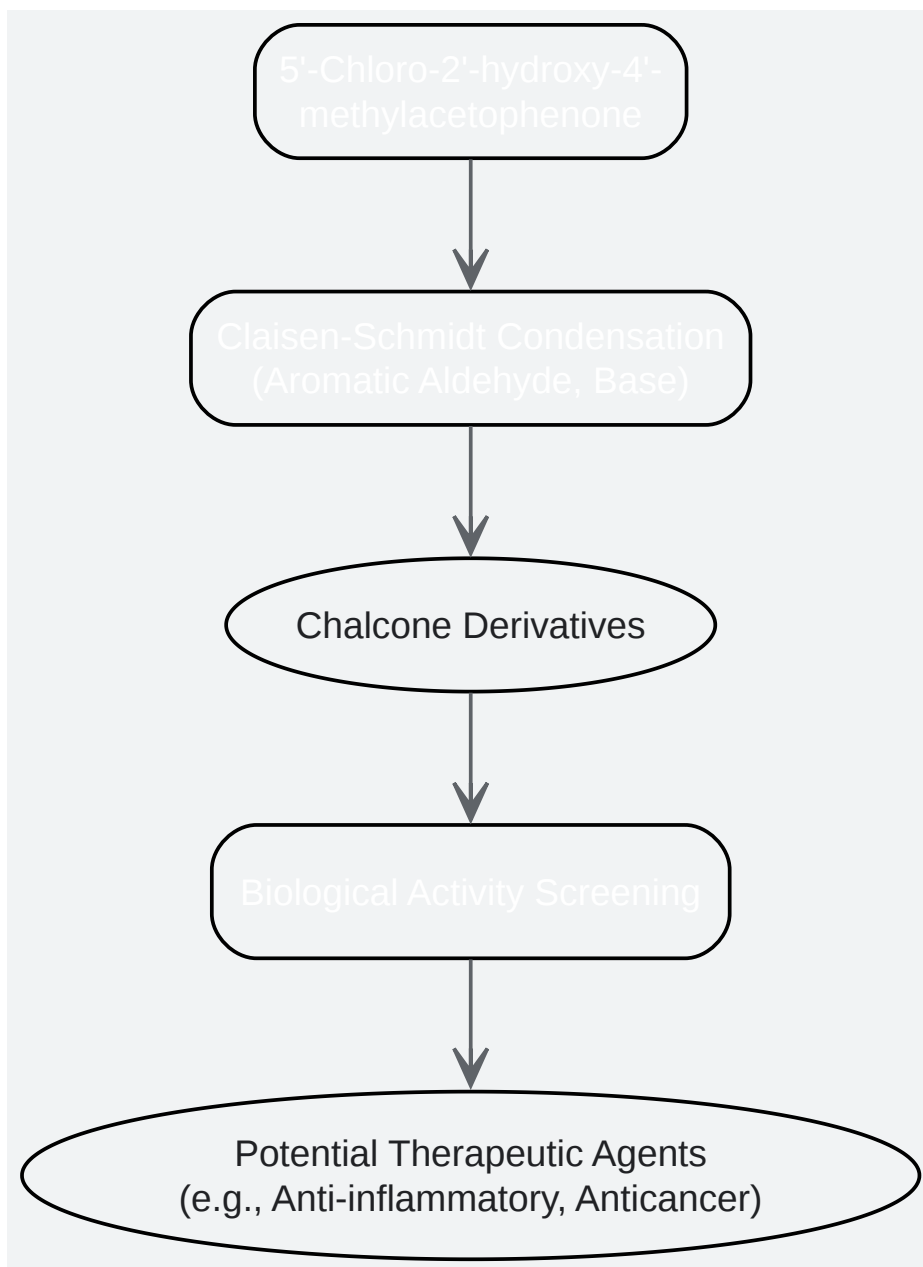 5'-Chloro-2'-hydroxy-4'-
methylacetophenone
Claisen-Schmidt Condensation
(Aromatic Aldehyde, Base)
Chalcone Derivatives
Biological Activity Screening
Potential Therapeutic Agents
(e.g., Anti-inflammatory, Anticancer)